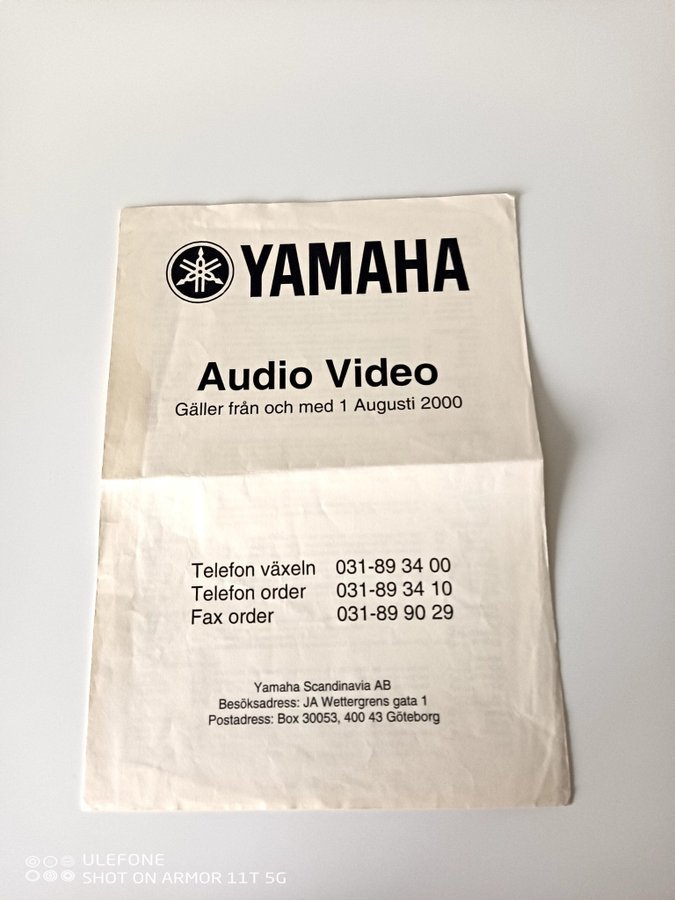 YAMAHA
Audio Video
Gäller från och med 1 Augusti 2000
Telefon växeln 031-89 34 00
Telefon order 031-89 34 10
Fax order 031-89 90 29
Yamaha Scandinavia AB
Besöksadress: JA Wettergrens gata 1
Postadress: Box 30053, 400 43 Göteborg
ULEFONE
SHOT ON ARMOR 11T 5G